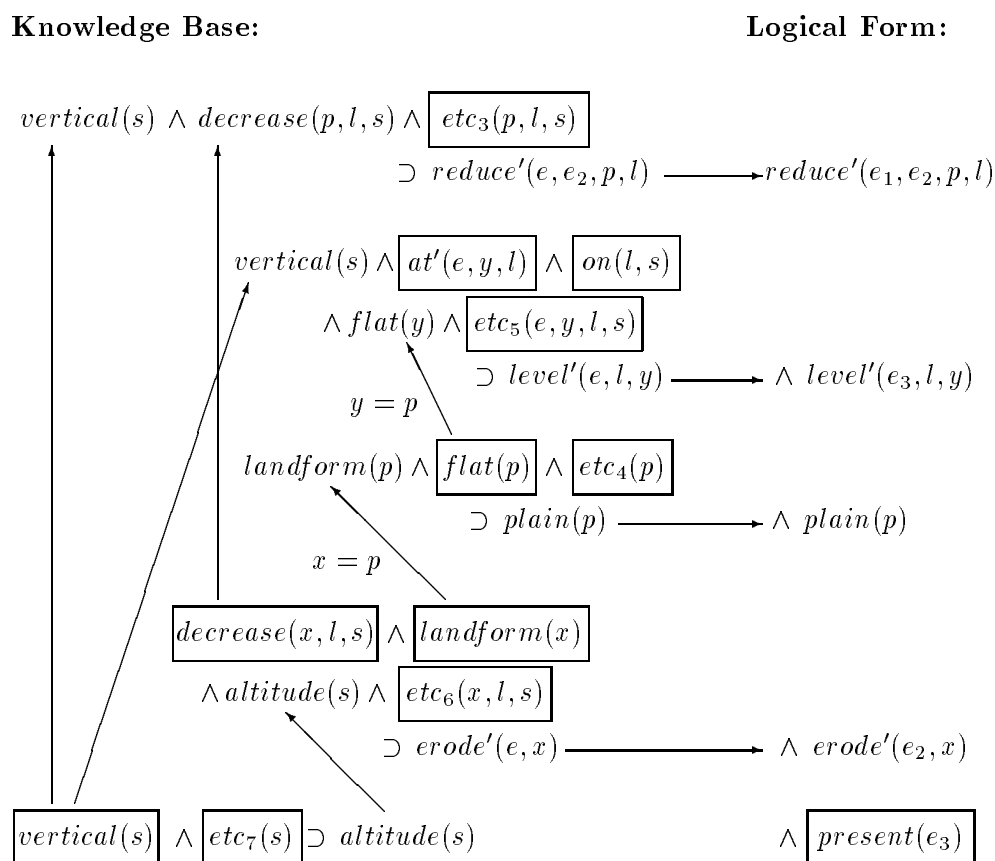 Knowledge Base: Logical Form:
vertical(s) ∧ decrease(p, l, s) ∧ etc₃(p, l, s)
⊃ reduce′(e, e₂, p, l) reduce′(e₁, e₂, p, l)
vertical(s) ∧ at′(e, y, l) ∧ on(l, s)
∧ flat(y) ∧ etc₅(e, y, l, s)
⊃ level′(e, l, y) ∧ level′(e₃, l, y)
y = p
landform(p) ∧ flat(p) ∧ etc₄(p)
⊃ plain(p) ∧ plain(p)
x = p
decrease(x, l, s) ∧ landform(x)
∧ altitude(s) ∧ etc₆(x, l, s)
⊃ erode′(e, x) ∧ erode′(e₂, x)
vertical(s) ∧ etc₇(s) ⊃ altitude(s) ∧ present(e₃)